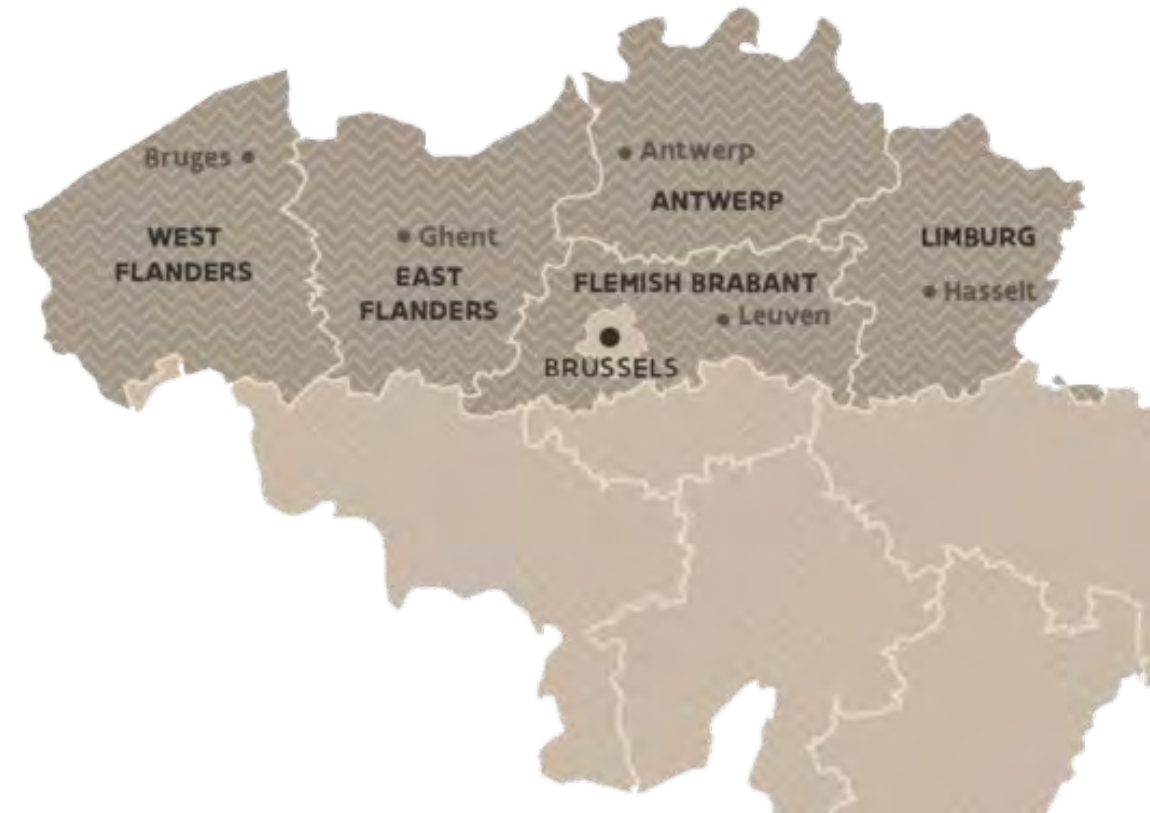 Bruges
WEST
FLANDERS
Ghent
EAST
FLANDERS
Antwerp
ANTWERP
FLEMISH BRABANT
Leuven
BRUSSELS
LIMBURG
Hasselt